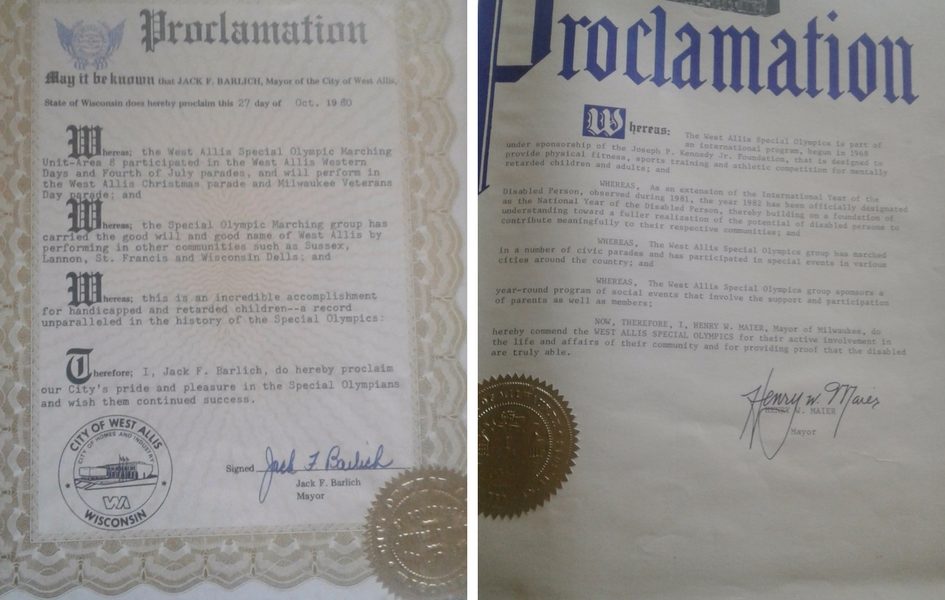 Proclamation
May it be known that JACK F. BARLICH, Mayor of the City of West Allis,
State of Wisconsin does hereby proclaim this 27 day of Oct. 1980
Whereas; the West Allis Special Olympic Marching
Unit-Area 8 participated in the West Allis Western
Days and Fourth of July parades, and will perform in
the West Allis Christmas parade and Milwaukee Veterans
Day parade; and
Whereas; the Special Olympic Marching group has
carried the good will and good name of West Allis by
performing in other communities such as Sussex,
Lannon, St. Francis and Wisconsin Dells; and
Whereas; this is an incredible accomplishment
for handicapped and retarded children--a record
unparalleled in the history of the Special Olympics:
Therefore; I, Jack F. Barlich, do hereby proclaim
our City's pride and pleasure in the Special Olympians
and wish them continued success.
CITY OF WEST ALLIS
CITY OF HOMES AND INDUSTRY
WA
WISCONSIN
Signed Jack F Barlich
Jack F. Barlich
Mayor
Proclamation
Whereas: The West Allis Special Olympics is part of
an international program, begun in 1968
under sponsorship of the Joseph P. Kennedy Jr. Foundation, that is designed to
provide physical fitness, sports training and athletic competition for mentally
retarded children and adults; and
WHEREAS, As an extension of the International Year of the
Disabled Person, observed during 1981, the year 1982 has been officially designated
as the National Year of the Disabled Person, thereby building on a foundation of
understanding toward a fuller realization of the potential of disabled persons to
contribute meaningfully to their respective communities; and
WHEREAS, The West Allis Special Olympics group has marched
in a number of civic parades and has participated in special events in various
cities around the country; and
WHEREAS, The West Allis Special Olympics group sponsors a
year-round program of social events that involve the support and participation
of parents as well as members;
NOW, THEREFORE, I, HENRY W. MAIER, Mayor of Milwaukee, do
hereby commend the WEST ALLIS SPECIAL OLYMPICS for their active involvement in
the life and affairs of their community and for providing proof that the disabled
are truly able.
Henry W. Maier
HENRY W. MAIER
Mayor